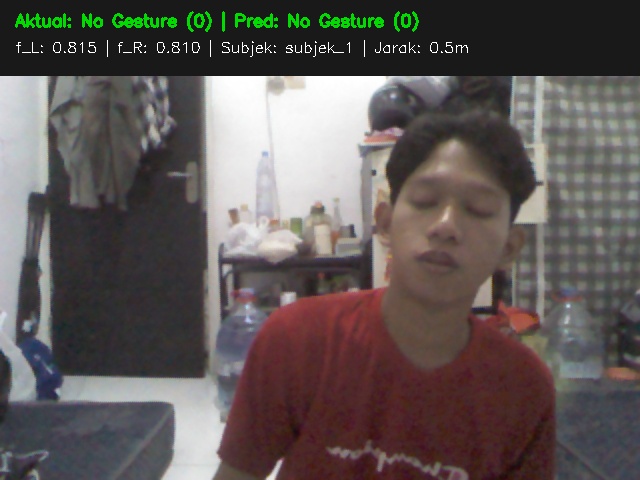 Aktual: No Gesture (0) | Pred: No Gesture (0)
f_L: 0.815 | f_R: 0.810 | Subjek: subjek_1 | Jarak: 0.5m